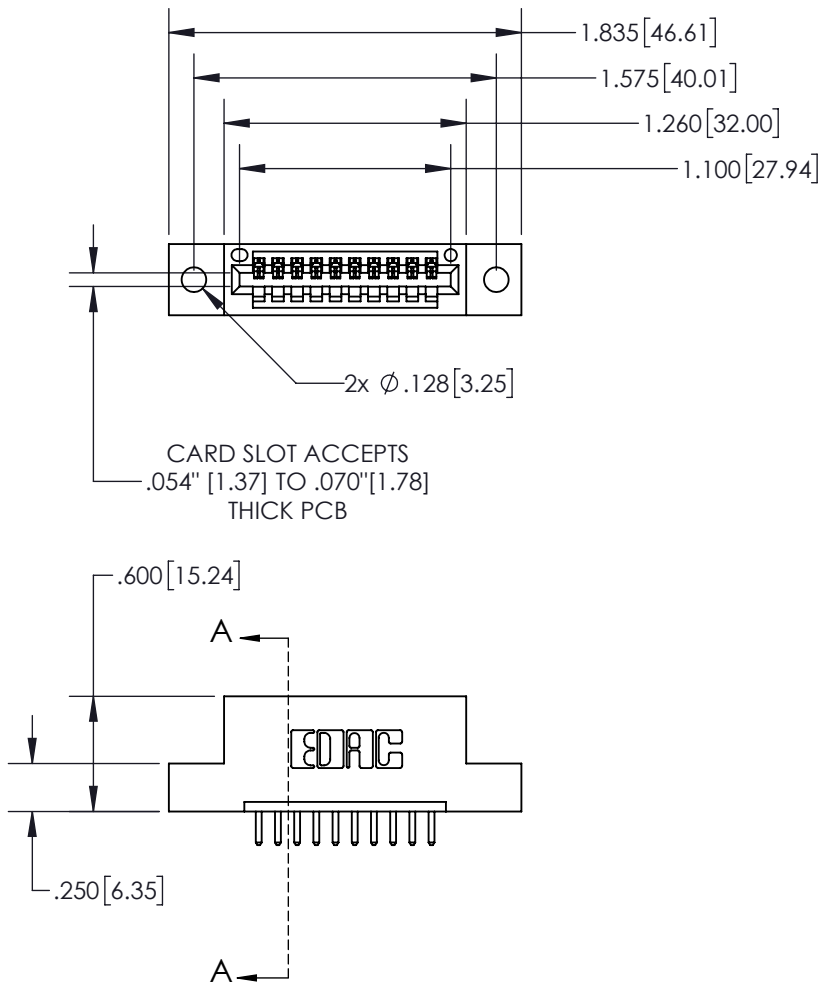 1.835[46.61]
1.575[40.01]
1.260[32.00]
1.100[27.94]
2x ∅.128[3.25]
CARD SLOT ACCEPTS
.054" [1.37] TO .070"[1.78]
THICK PCB
.600[15.24]
A
EDAC
.250[6.35]
A